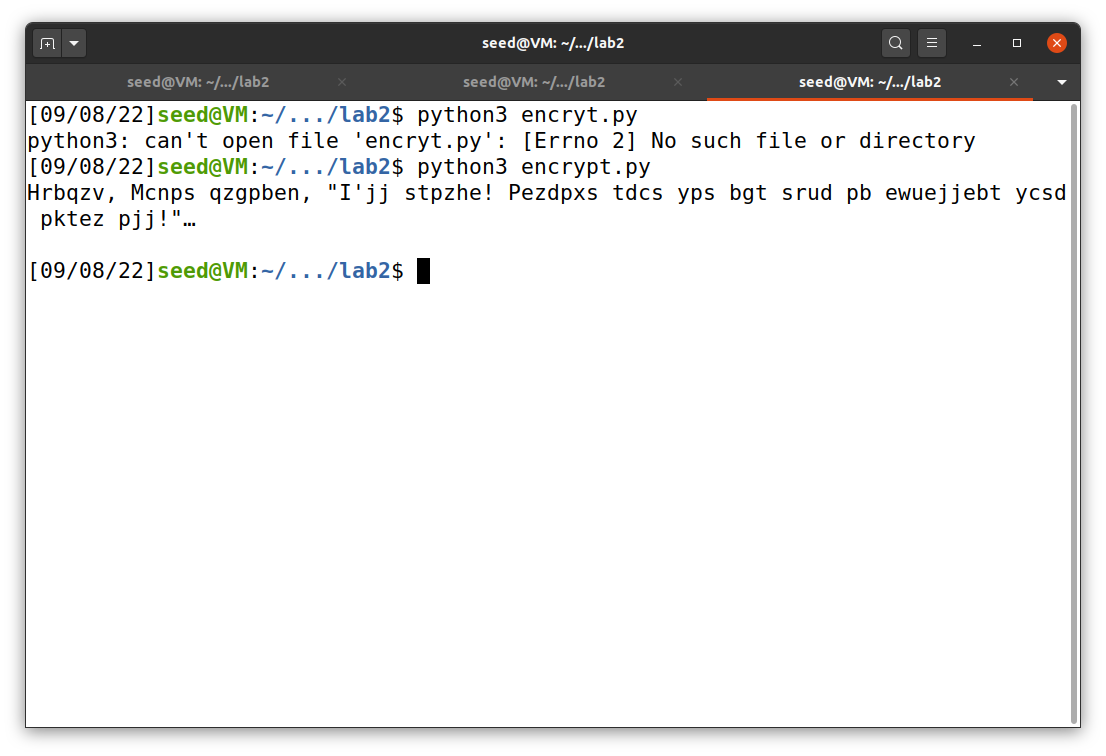 seed@VM: ~/.../lab2
seed@VM: ~/.../lab2
seed@VM: ~/.../lab2
seed@VM: ~/.../lab2
[09/08/22]seed@VM:~/.../lab2$ python3 encryt.py
python3: can't open file 'encryt.py': [Errno 2] No such file or directory
[09/08/22]seed@VM:~/.../lab2$ python3 encrypt.py
Hrbqzv, Mcnps qzgpben, "I'jj stpzhe! Pezdpxs tdcs yps bgt srud pb ewuejjebt ycsd
 pktez pjj!"…
[09/08/22]seed@VM:~/.../lab2$